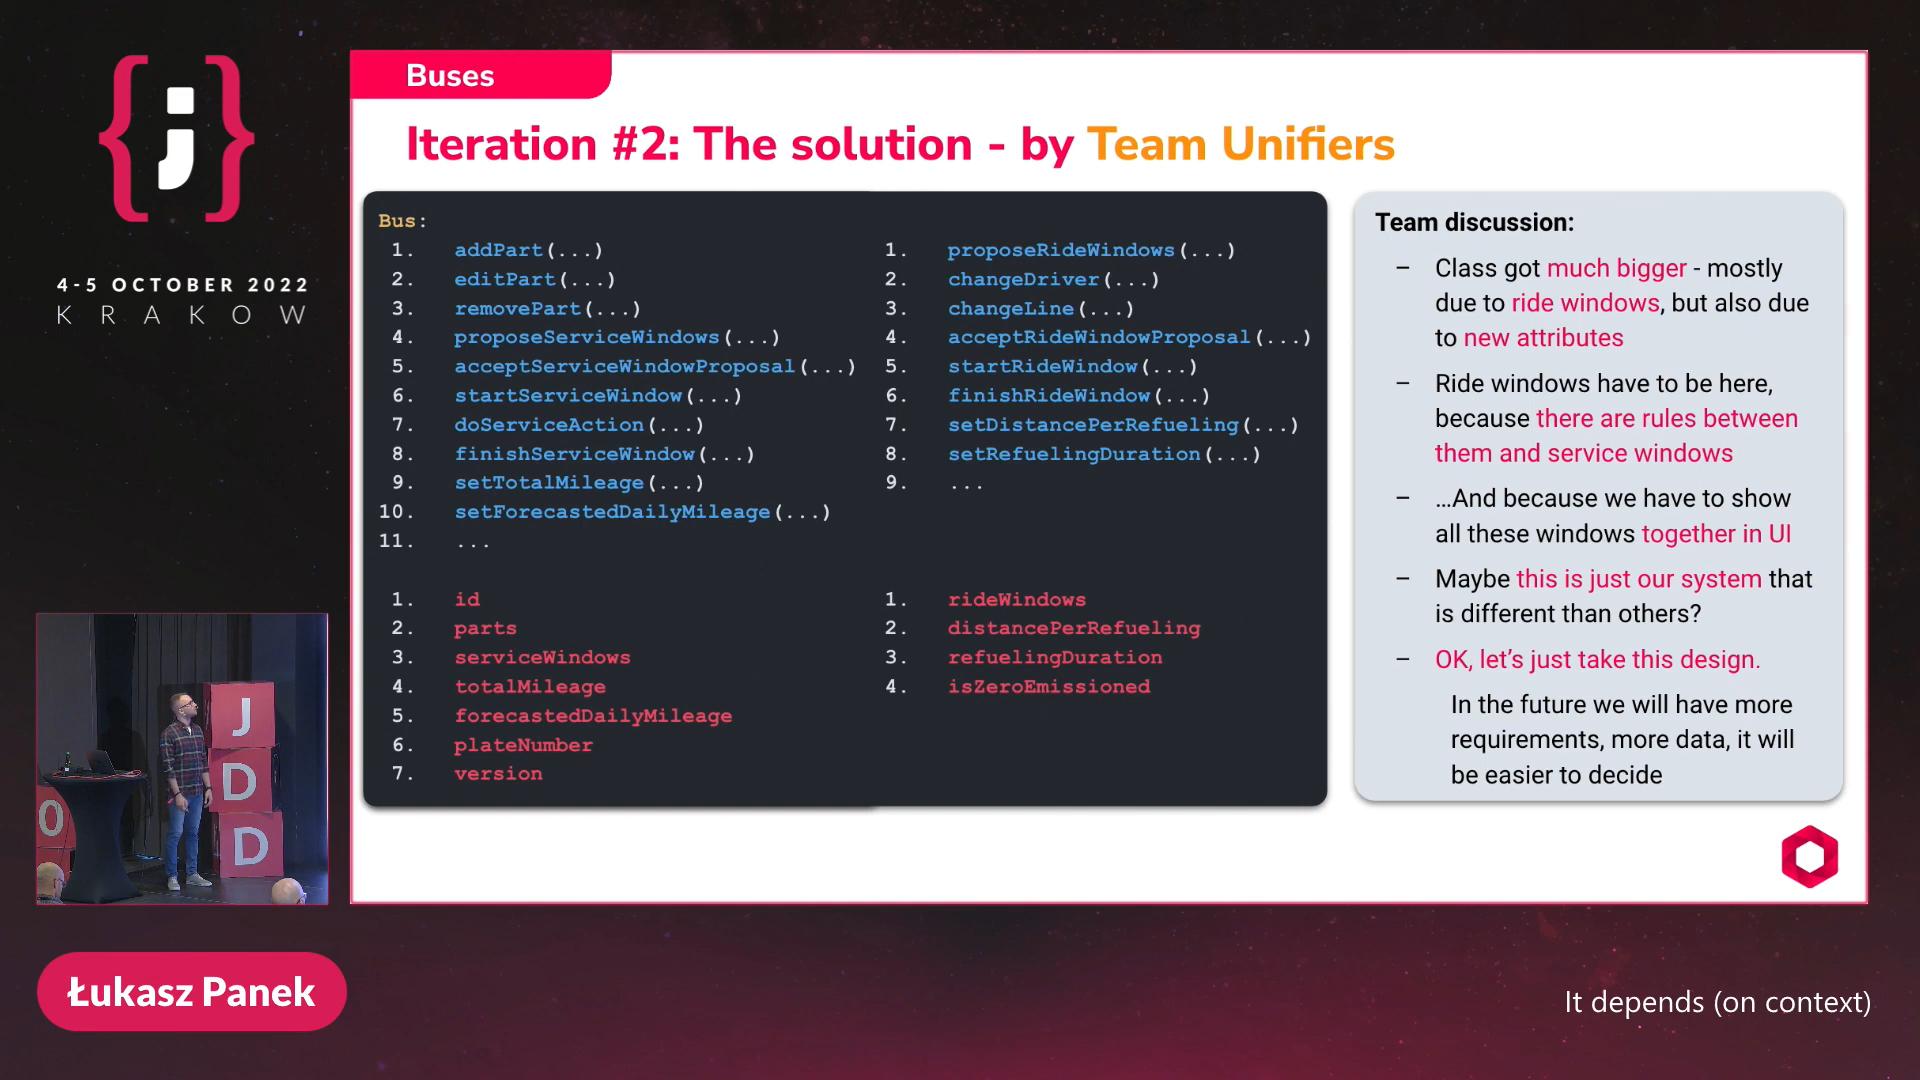 {j}
4-5 OCTOBER 2022
KRAKOW
Buses
Iteration #2: The solution - by Team Unifiers
Bus:
1. addPart(...)
2. editPart(...)
3. removePart(...)
4. proposeServiceWindows(...)
5. acceptServiceWindowProposal(...)
6. startServiceWindow(...)
7. doServiceAction(...)
8. finishServiceWindow(...)
9. setTotalMileage(...)
10. setForecastedDailyMileage(...)
11. ...
1. id
2. parts
3. serviceWindows
4. totalMileage
5. forecastedDailyMileage
6. plateNumber
7. version
1. proposeRideWindows(...)
2. changeDriver(...)
3. changeLine(...)
4. acceptRideWindowProposal(...)
5. startRideWindow(...)
6. finishRideWindow(...)
7. setDistancePerRefueling(...)
8. setRefuelingDuration(...)
9. ...
1. rideWindows
2. distancePerRefueling
3. refuelingDuration
4. isZeroEmissioned
Team discussion:
– Class got much bigger - mostly
due to ride windows, but also due
to new attributes
– Ride windows have to be here,
because there are rules between
them and service windows
– …And because we have to show
all these windows together in UI
– Maybe this is just our system that
is different than others?
– OK, let's just take this design.
In the future we will have more
requirements, more data, it will
be easier to decide
J
D
D
0
Łukasz Panek
It depends (on context)